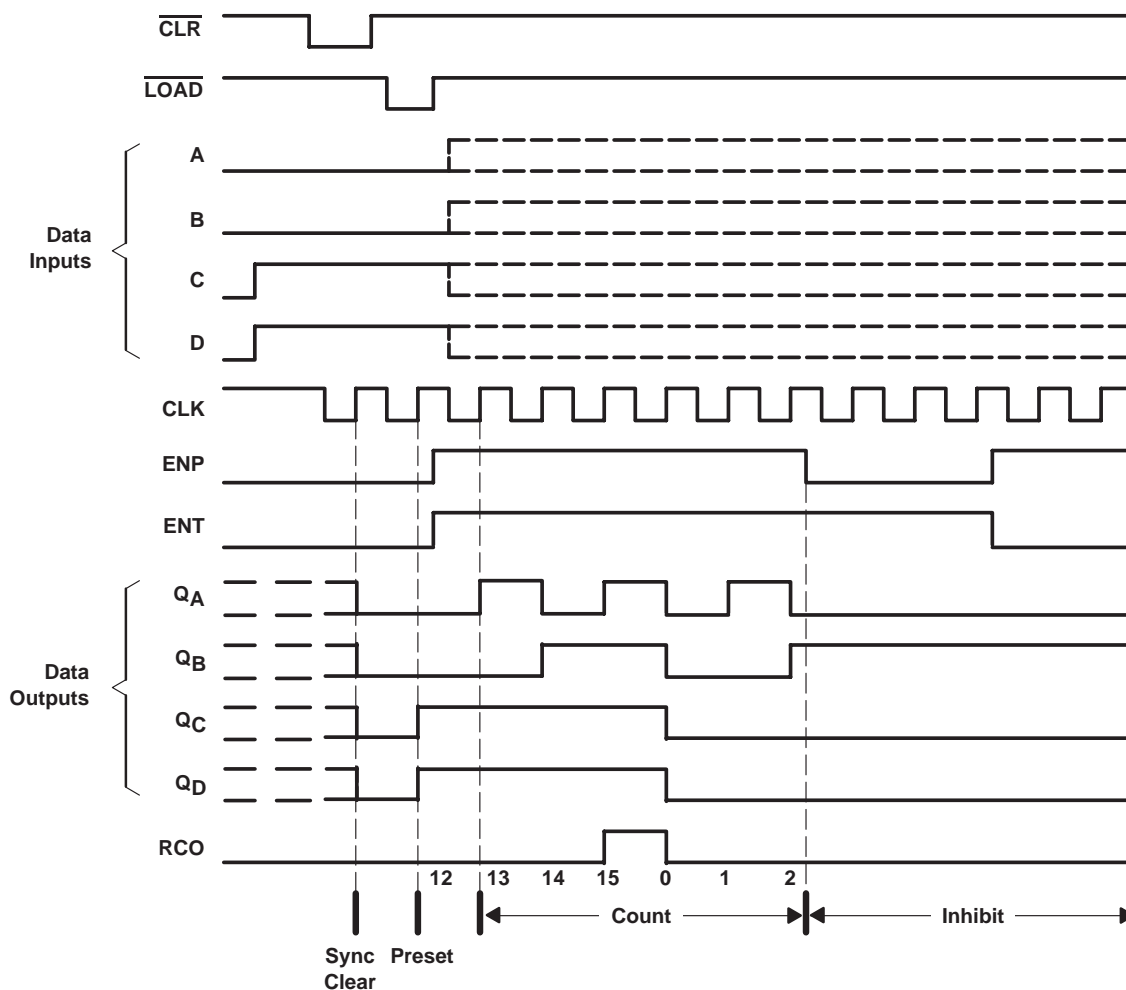 CLR
LOAD
A
B
Data
Inputs
C
D
CLK
ENP
ENT
QA
QB
Data
Outputs
QC
QD
RCO
12 13 14 15 0 1 2
Count
Inhibit
Sync
Clear
Preset